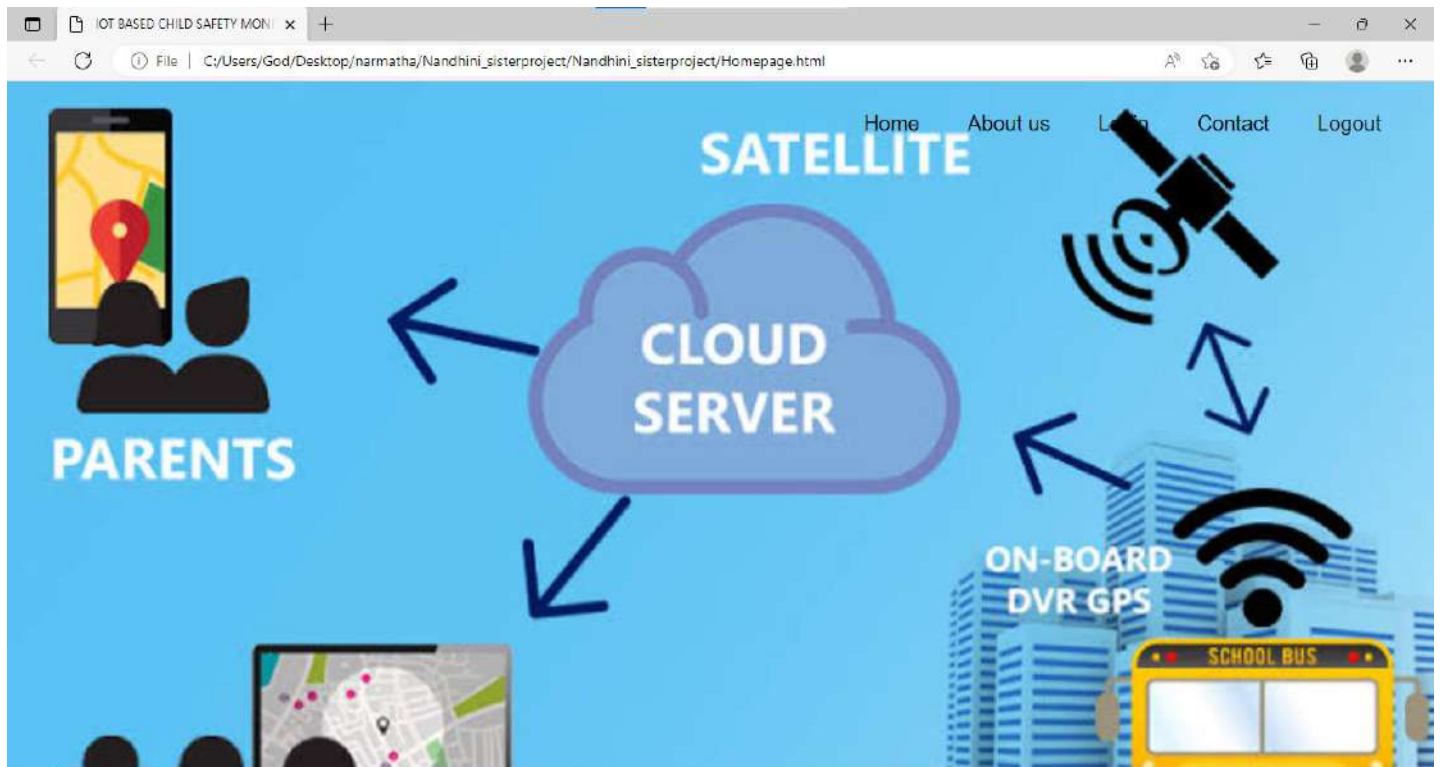 IOT BASED CHILD SAFETY MONI
File | C:/Users/God/Desktop/narmatha/Nandhini_sisterproject/Nandhini_sisterproject/Homepage.html
Home About us Login Contact Logout
SATELLITE
CLOUD
SERVER
PARENTS
ON-BOARD
DVR GPS
SCHOOL BUS